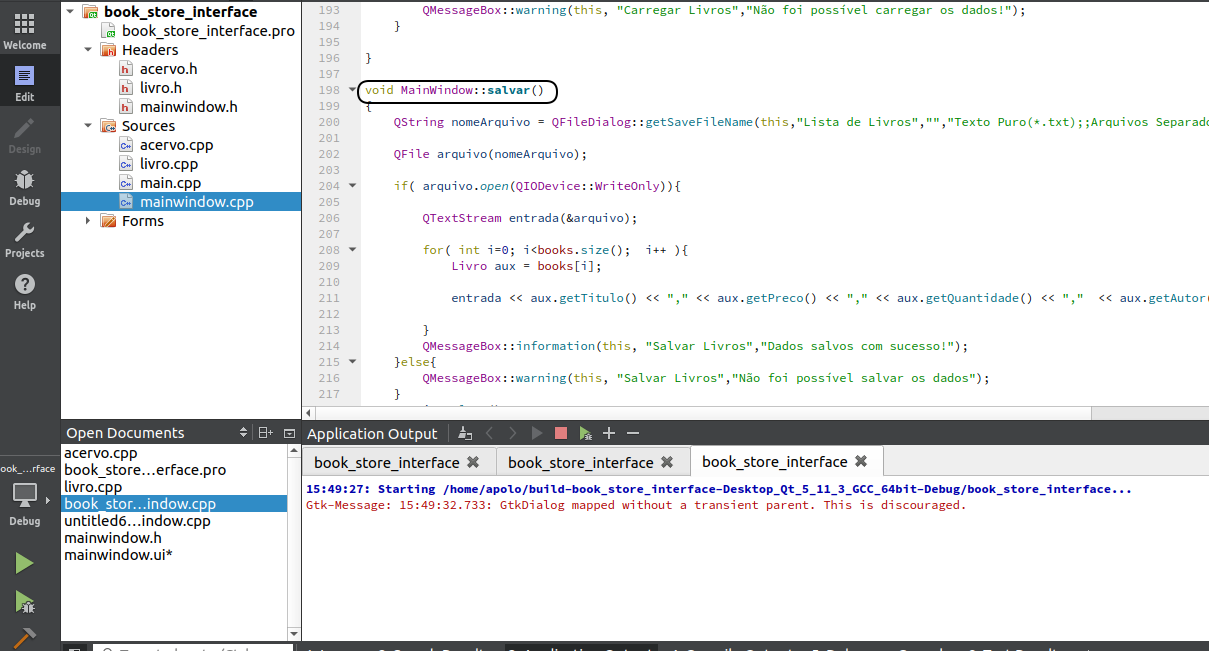 Welcome
Edit
Design
Debug
Projects
Help
ook_...rface
Debug
book_store_interface
book_store_interface.pro
Headers
acervo.h
livro.h
mainwindow.h
Sources
acervo.cpp
livro.cpp
main.cpp
mainwindow.cpp
Forms
Open Documents
acervo.cpp
book_store...erface.pro
livro.cpp
book_stor...indow.cpp
untitled6...indow.cpp
mainwindow.h
mainwindow.ui*
193 QMessageBox::warning(this, "Carregar Livros","Não foi possível carregar os dados!");
194 }
195
196 }
197
198 void MainWindow::salvar()
199 {
200 QString nomeArquivo = QFileDialog::getSaveFileName(this,"Lista de Livros","","Texto Puro(*.txt);;Arquivos Separado
201
202 QFile arquivo(nomeArquivo);
203
204 if( arquivo.open(QIODevice::WriteOnly)){
205
206 QTextStream entrada(&arquivo);
207
208 for( int i=0; i<books.size(); i++ ){
209 Livro aux = books[i];
210
211 entrada << aux.getTitulo() << "," << aux.getPreco() << "," << aux.getQuantidade() << "," << aux.getAutor(
212
213 }
214 QMessageBox::information(this, "Salvar Livros","Dados salvos com sucesso!");
215 }else{
216 QMessageBox::warning(this, "Salvar Livros","Não foi possível salvar os dados");
217 }
Application Output
book_store_interface book_store_interface book_store_interface
15:49:27: Starting /home/apolo/build-book_store_interface-Desktop_Qt_5_11_3_GCC_64bit-Debug/book_store_interface...
Gtk-Message: 15:49:32.733: GtkDialog mapped without a transient parent. This is discouraged.